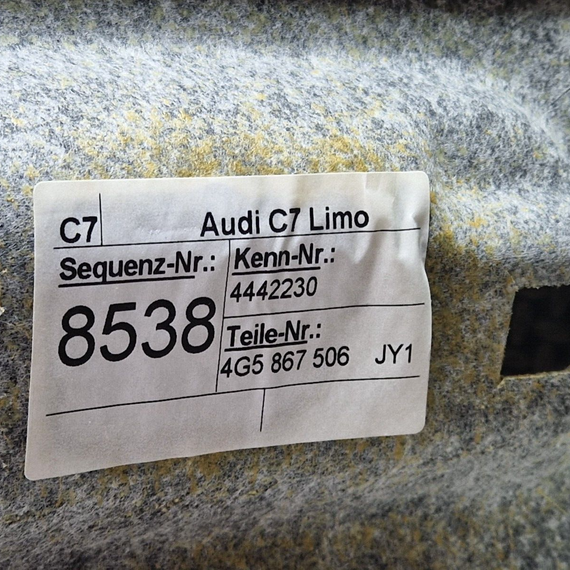 C7 Audi C7 Limo
Sequenz-Nr.: Kenn-Nr.:
4442230
8538
Teile-Nr.:
4G5 867 506 JY1